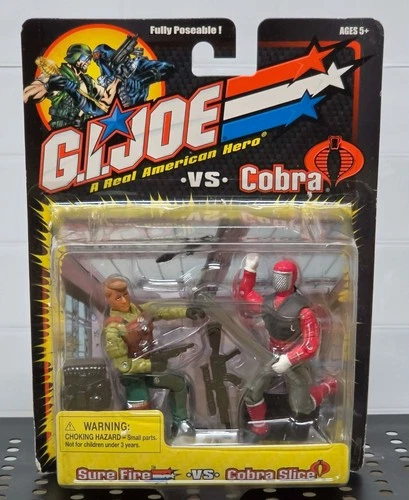 Fully Poseable !
AGES 5+
G.I.JOE
A Real American Hero®
·VS· Cobra
WARNING:
CHOKING HAZARD – Small parts.
Not for children under 3 years.
Sure Fire ·VS· Cobra Slice